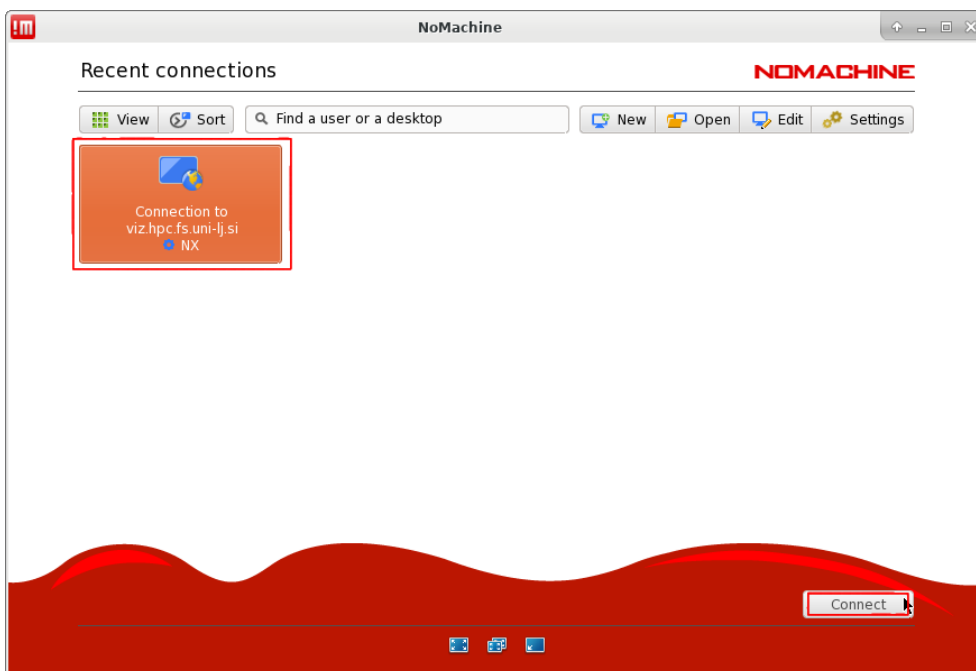 !m
NoMachine
Recent connections
NOMACHINE
View Sort Find a user or a desktop New Open Edit Settings
Connection to
viz.hpc.fs.uni-lj.si
NX
Connect